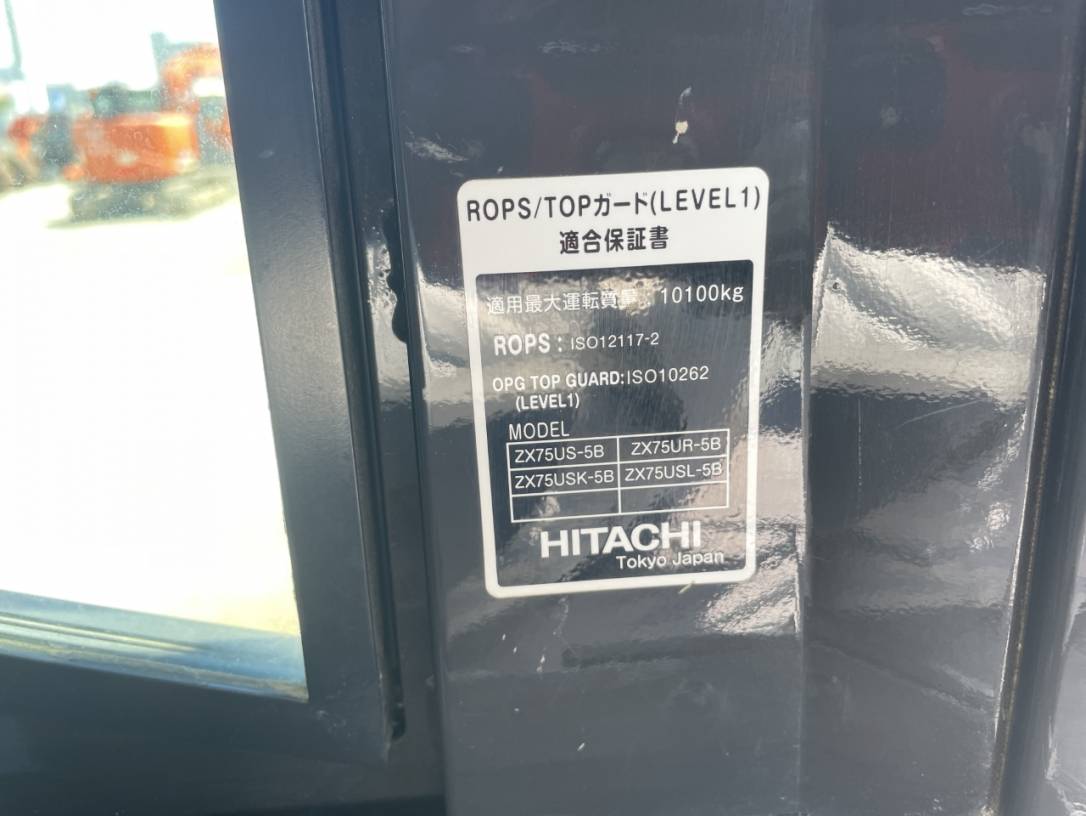 ROPS/TOPガード(LEVEL1)
適合保証書
適用最大運転質量: 10100kg
ROPS: ISO12117-2
OPG TOP GUARD:ISO10262
(LEVEL1)
MODEL
ZX75US-5B ZX75UR-5B
ZX75USK-5B ZX75USL-5B
HITACHI
Tokyo Japan